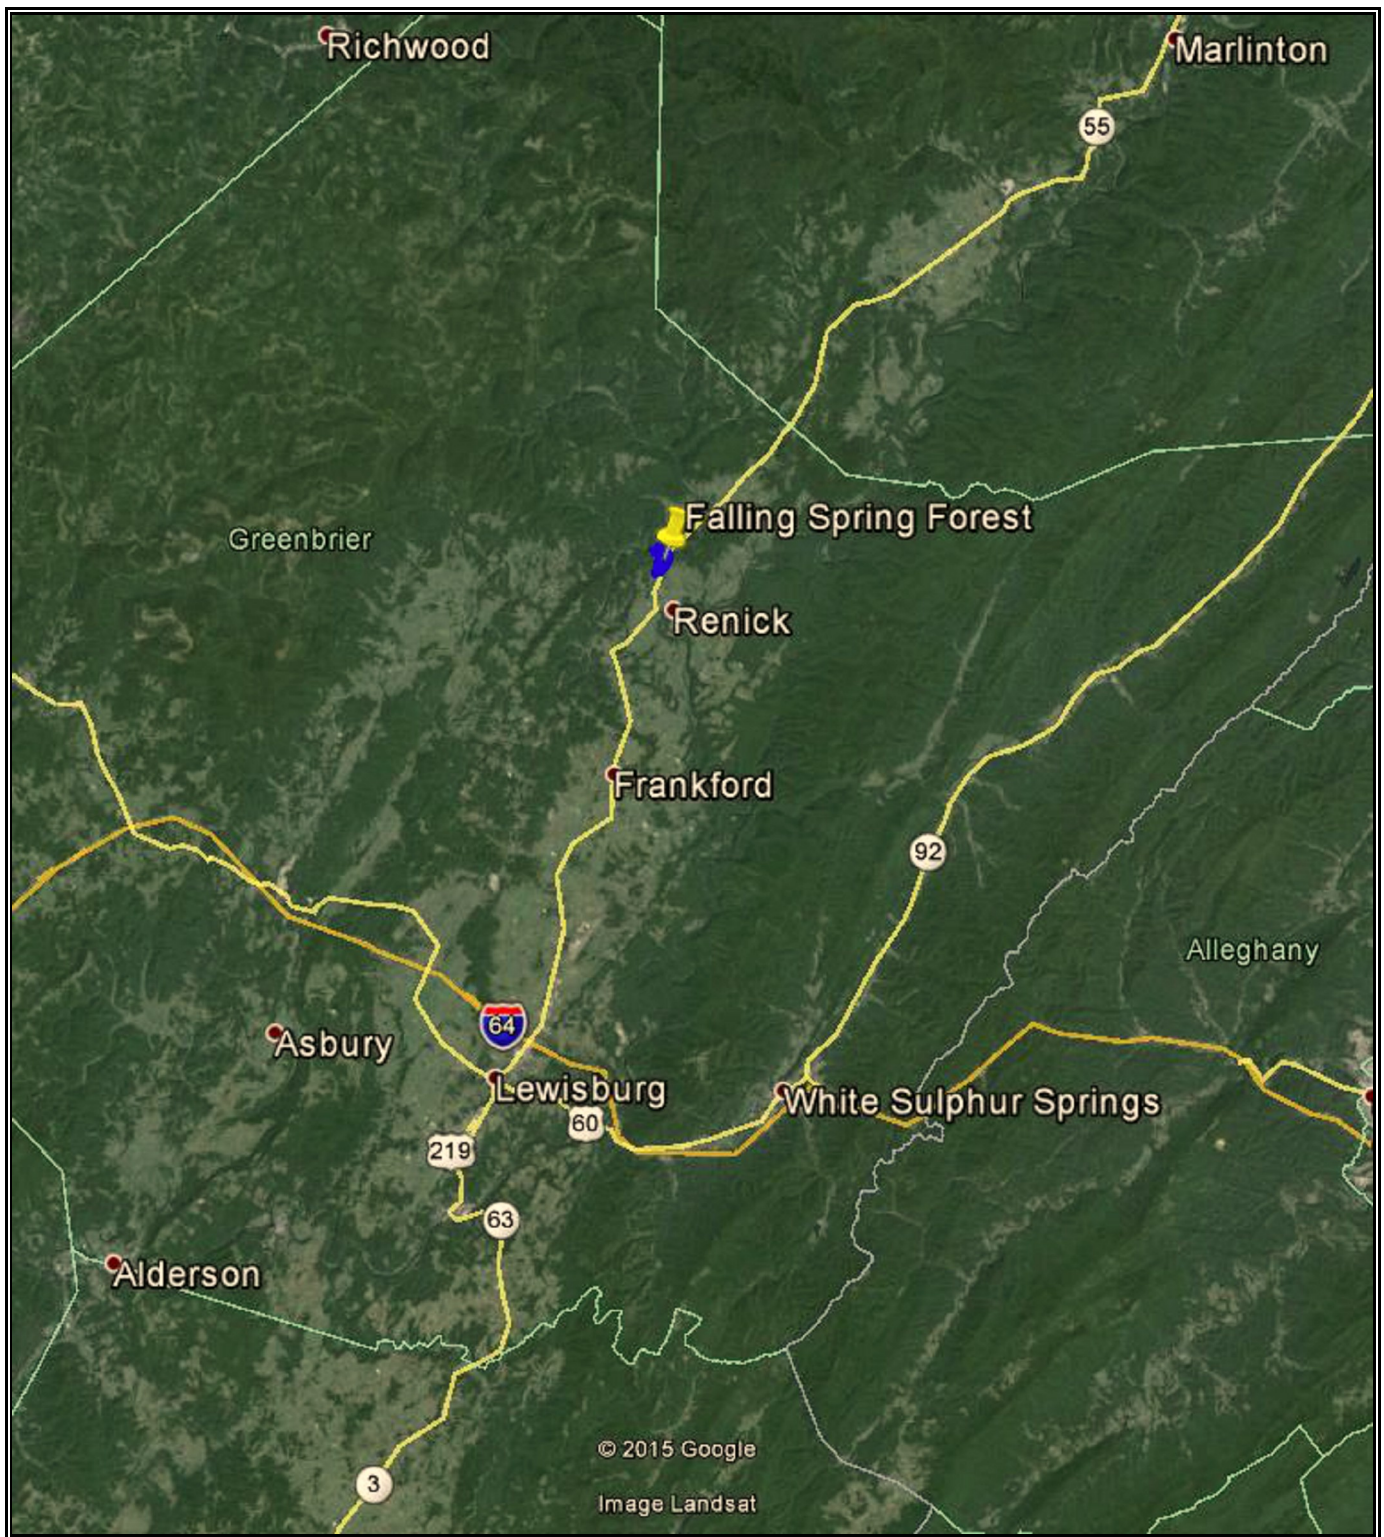 Richwood
Marlinton
55
Falling Spring Forest
Greenbrier
Renick
Frankford
92
Alleghany
64
Asbury
Lewisburg
White Sulphur Springs
60
219
63
Alderson
© 2015 Google
3
Image Landsat